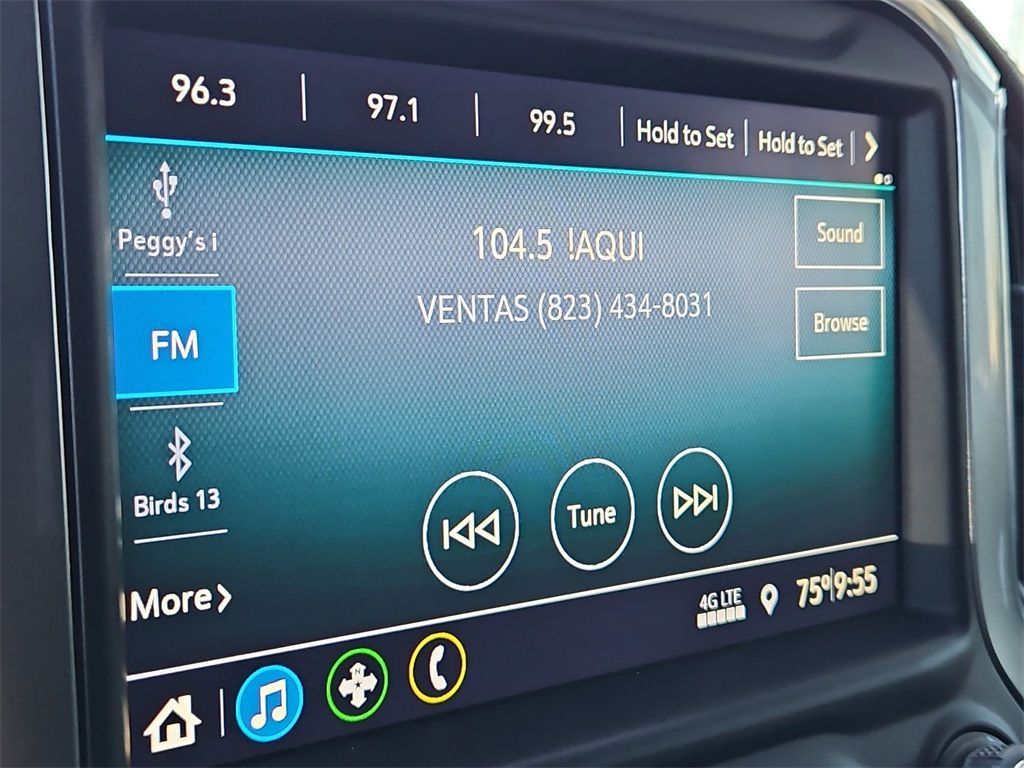 96.3
97.1
99.5
Hold to Set
Hold to Set
Peggy's i
104.5 !AQUI
Sound
VENTAS (823) 434-8031
FM
Browse
Birds 13
Tune
More
4G LTE
75° 9:55
N